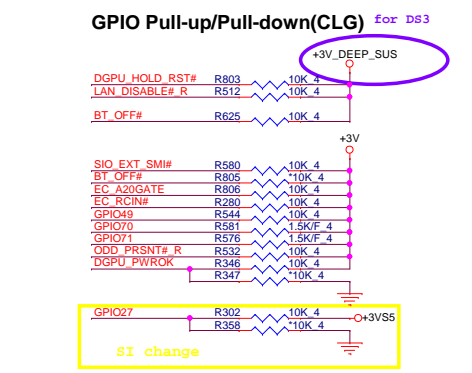 GPIO Pull-up/Pull-down(CLG) for DS3
+3V_DEEP_SUS
DGPU_HOLD_RST# R803 10K_4
LAN_DISABLE#_R R512 10K_4
BT_OFF# R625 10K_4
+3V
SIO_EXT_SMI# R580 10K_4
BT_OFF# R805 *10K_4
EC_A20GATE R806 10K_4
EC_RCIN# R280 10K_4
GPIO49 R544 10K_4
GPIO70 R581 1.5K/F_4
GPIO71 R576 1.5K/F_4
ODD_PRSNT#_R R532 10K_4
DGPU_PWROK R346 10K_4
R347 *10K_4
GPIO27 R302 10K_4 +3VS5
R358 *10K_4
SI change